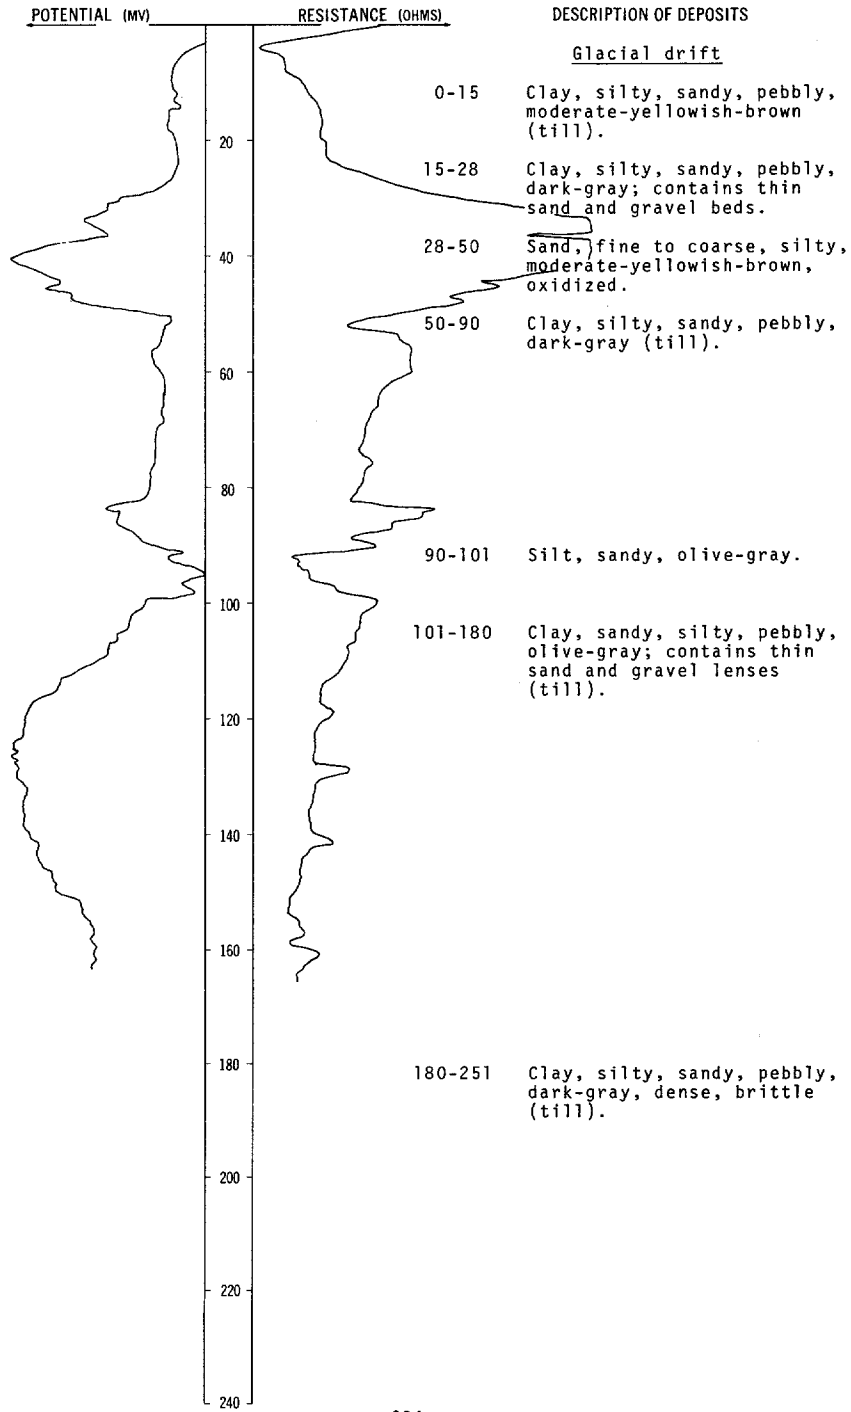 POTENTIAL (MV) RESISTANCE (OHMS) DESCRIPTION OF DEPOSITS
Glacial drift
0-15 Clay, silty, sandy, pebbly,
moderate-yellowish-brown
(till).
20
15-28 Clay, silty, sandy, pebbly,
dark-gray; contains thin
sand and gravel beds.
40
28-50 Sand, fine to coarse, silty,
moderate-yellowish-brown,
oxidized.
50-90 Clay, silty, sandy, pebbly,
dark-gray (till).
60
80
90-101 Silt, sandy, olive-gray.
100
101-180 Clay, sandy, silty, pebbly,
olive-gray; contains thin
sand and gravel lenses
(till).
120
140
160
180
180-251 Clay, silty, sandy, pebbly,
dark-gray, dense, brittle
(till).
200
220
240